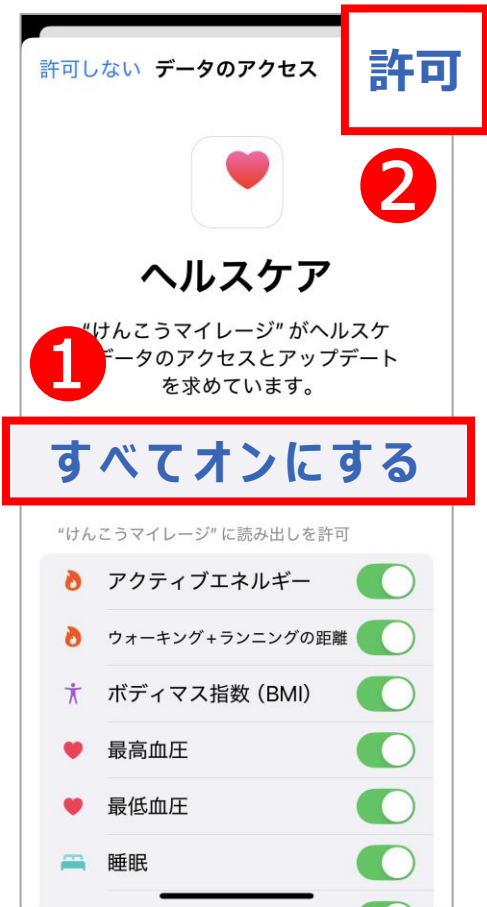 許可しない データのアクセス 許可
2
ヘルスケア
"けんこうマイレージ" がヘルスケ
データのアクセスとアップデート
を求めています。
1
すべてオンにする
"けんこうマイレージ" に読み出しを許可
アクティブエネルギー
ウォーキング+ランニングの距離
ボディマス指数 (BMI)
最高血圧
最低血圧
睡眠